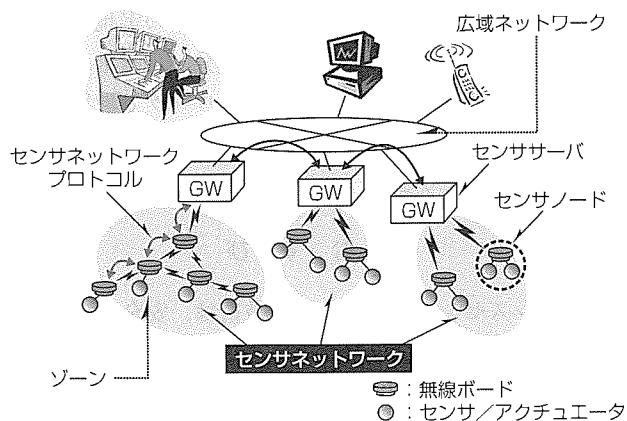 広域ネットワーク
センサネットワーク
プロトコル
センササーバ
センサノード
GW
GW
GW
センサネットワーク
ゾーン
：無線ボード
：センサ／アクチュエータ